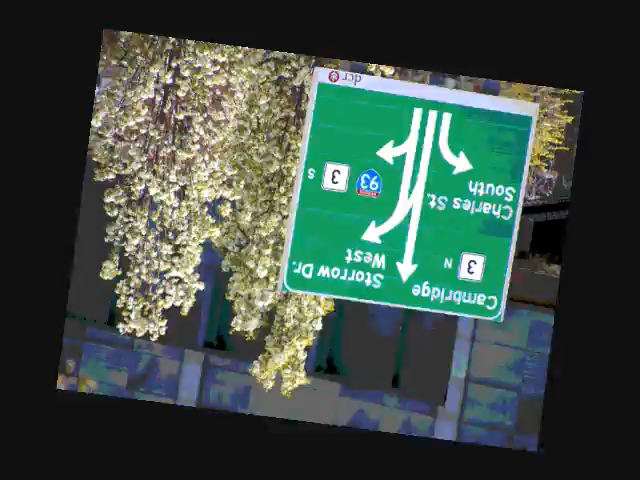 Cambridge
3 N
Storrow Dr.
West
Charles St.
South
93
3 S
dcr